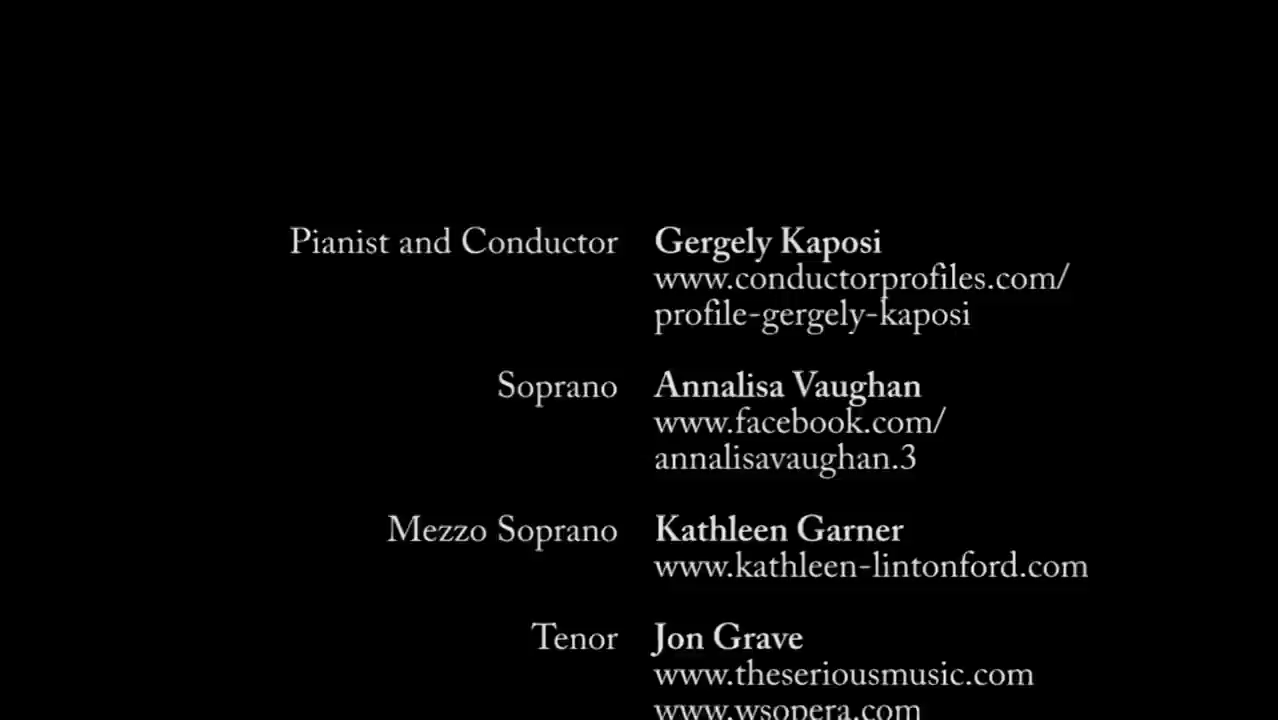 Pianist and Conductor Gergely Kaposi
www.conductorprofiles.com/
profile-gergely-kaposi
Soprano Annalisa Vaughan
www.facebook.com/
annalisavaughan.3
Mezzo Soprano Kathleen Garner
www.kathleen-lintonford.com
Tenor Jon Grave
www.theseriousmusic.com
www.wsopera.com